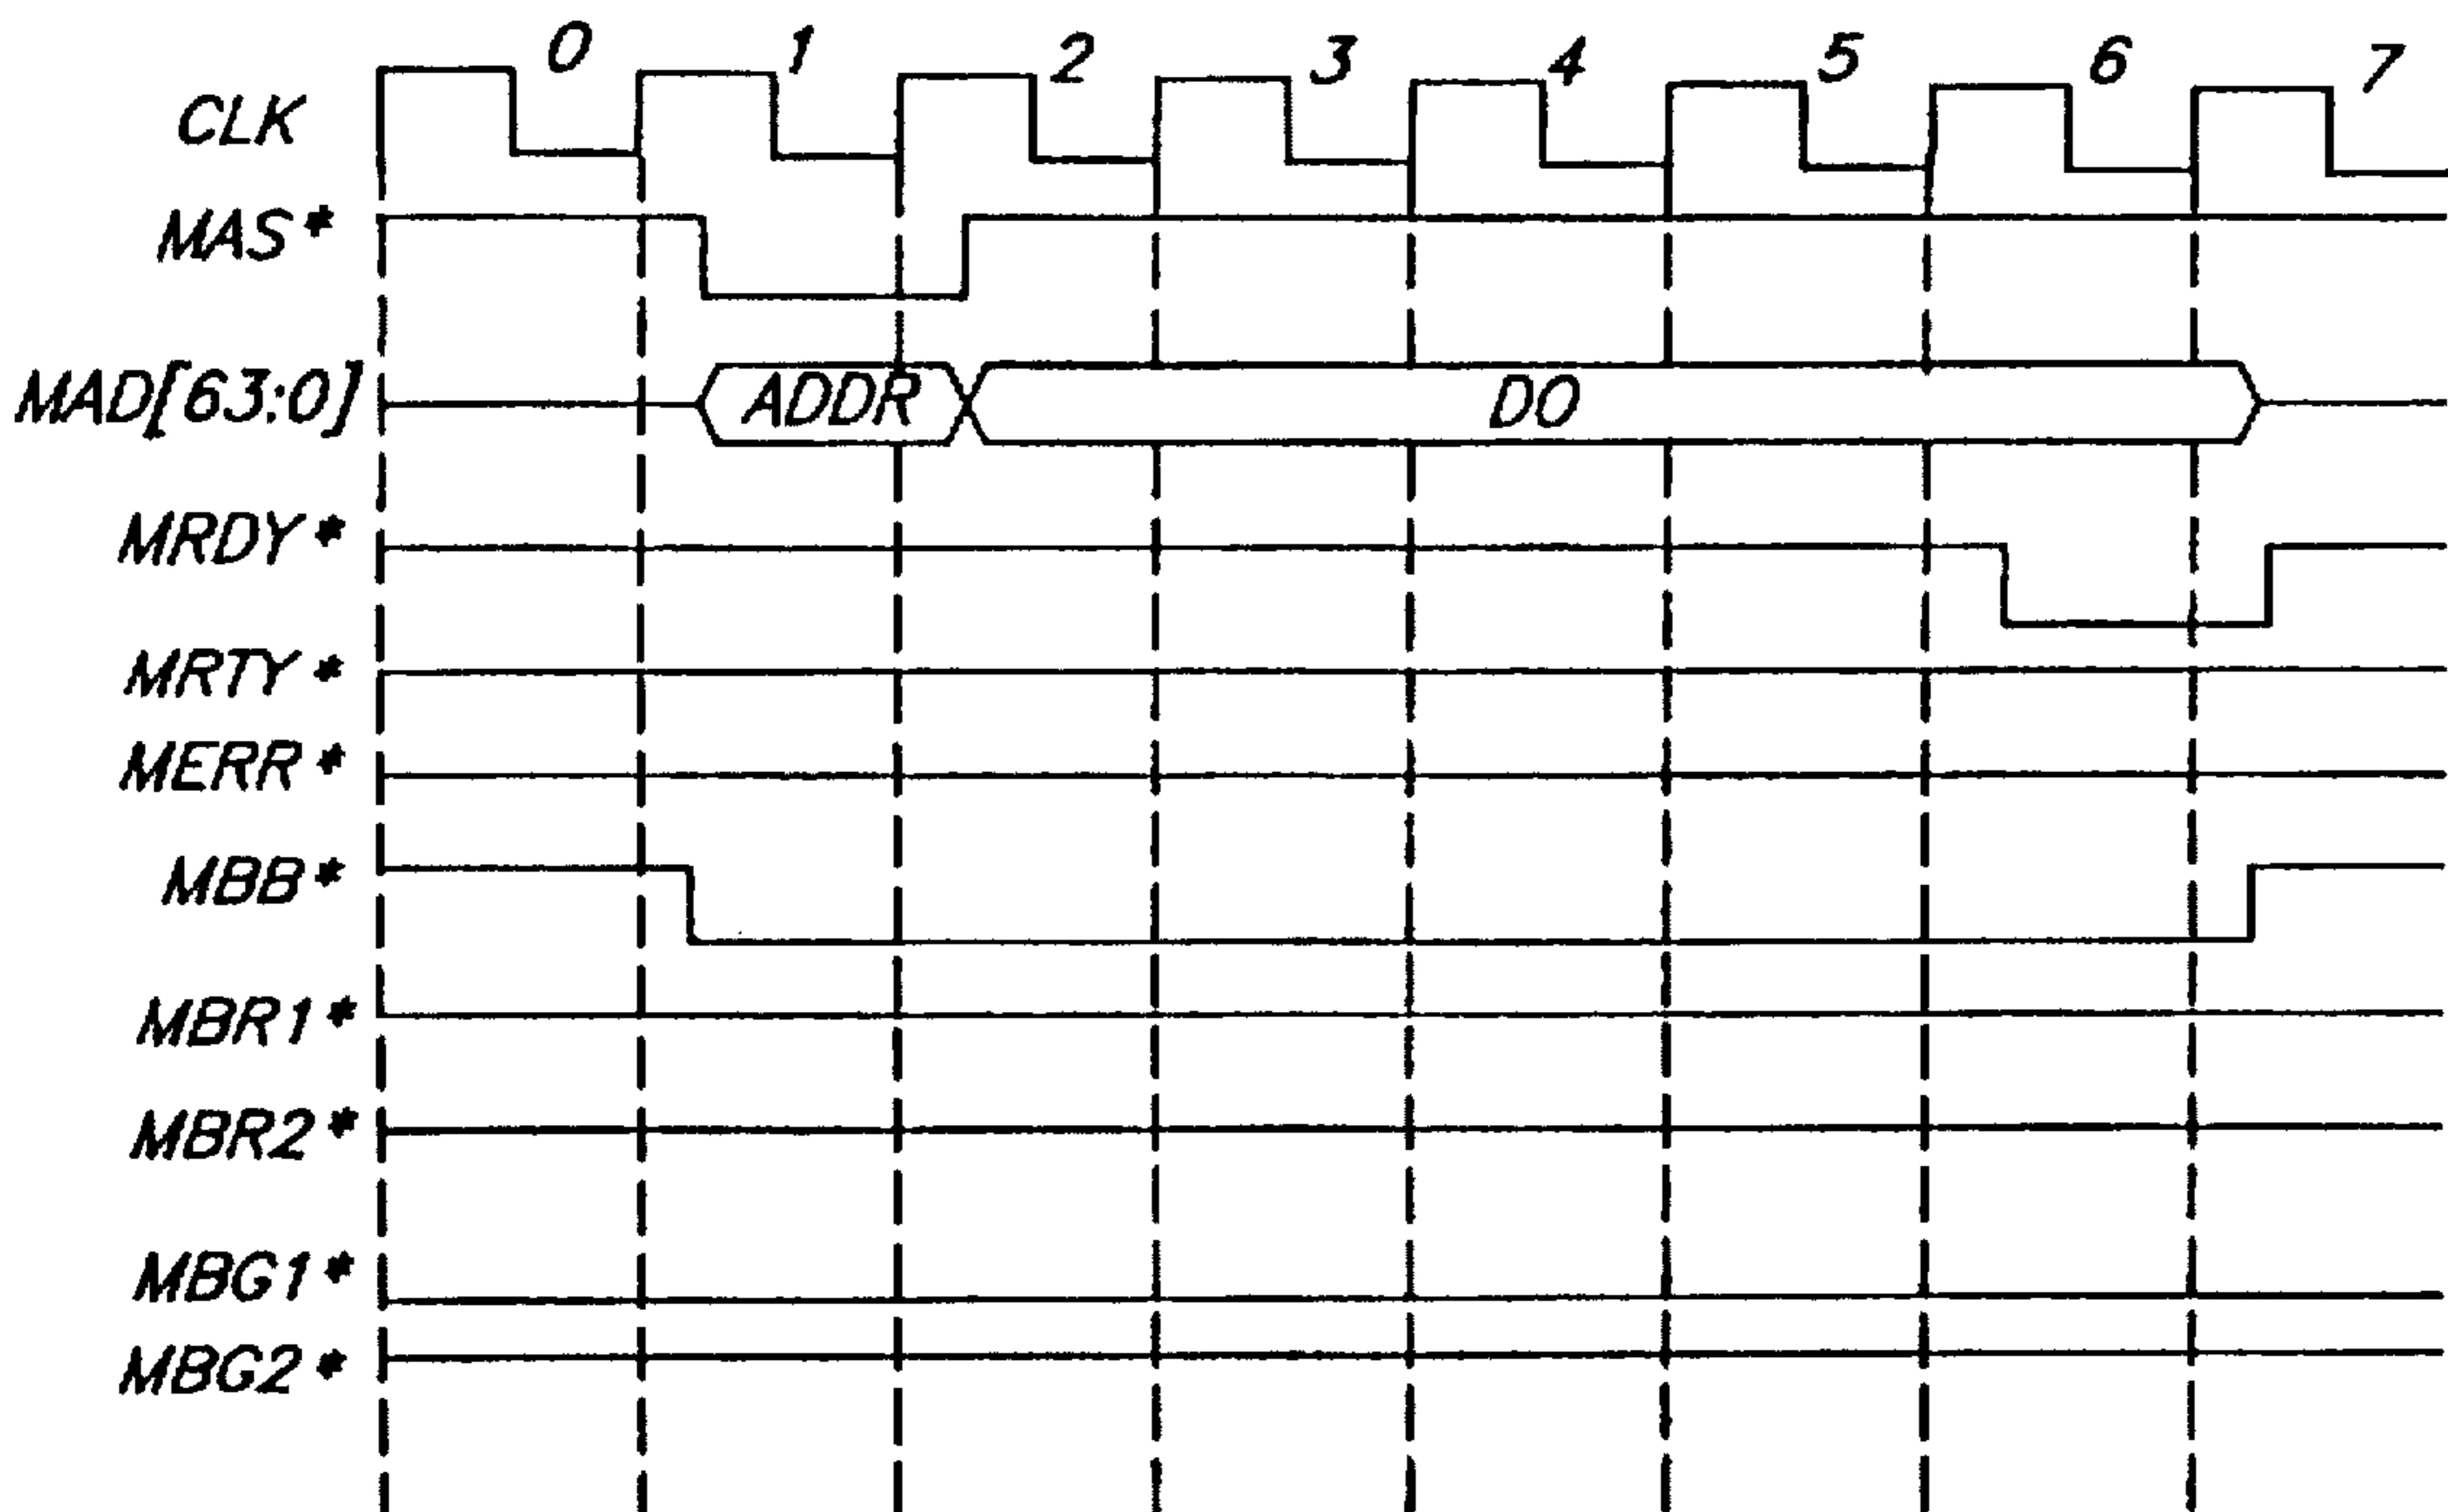 0 1 2 3 4 5 6 7
CLK
MAS*
MAD[63:0] ADDR DO
MRDY*
MRTY*
MERR*
MBB*
MBR1*
MBR2*
MBG1*
MBG2*